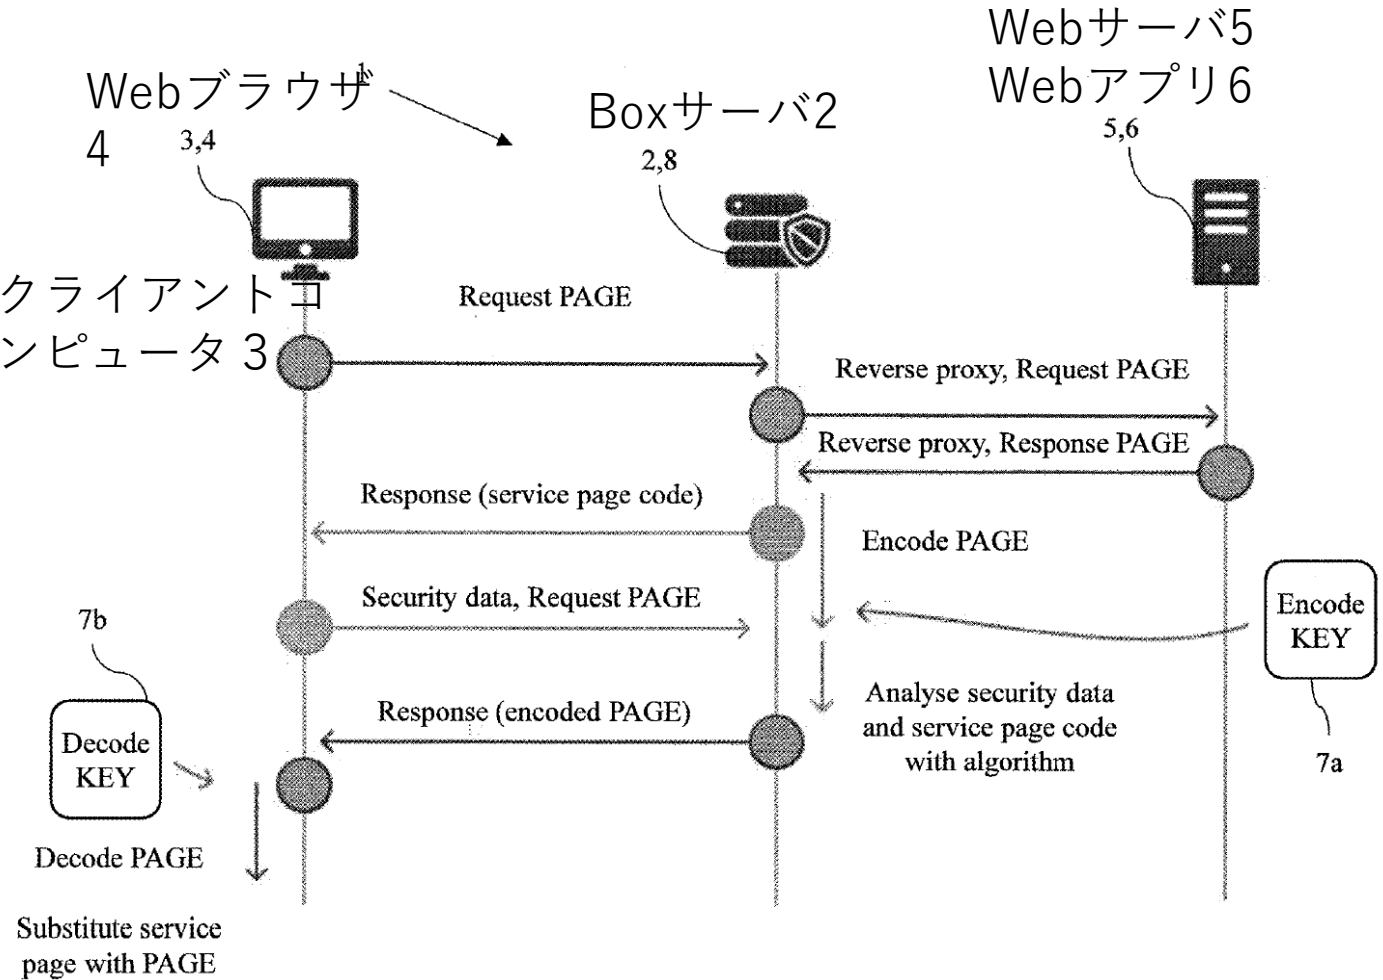 Webサーバ5
Webアプリ6
Webブラウザ
4
1
Boxサーバ2
3,4
2,8
5,6
クライアントコ
ンピュータ３
Request PAGE
Reverse proxy, Request PAGE
Reverse proxy, Response PAGE
Response (service page code)
Encode PAGE
Security data, Request PAGE
Encode
KEY
7b
7a
Response (encoded PAGE)
Analyse security data
and service page code
with algorithm
Decode
KEY
Decode PAGE
Substitute service
page with PAGE